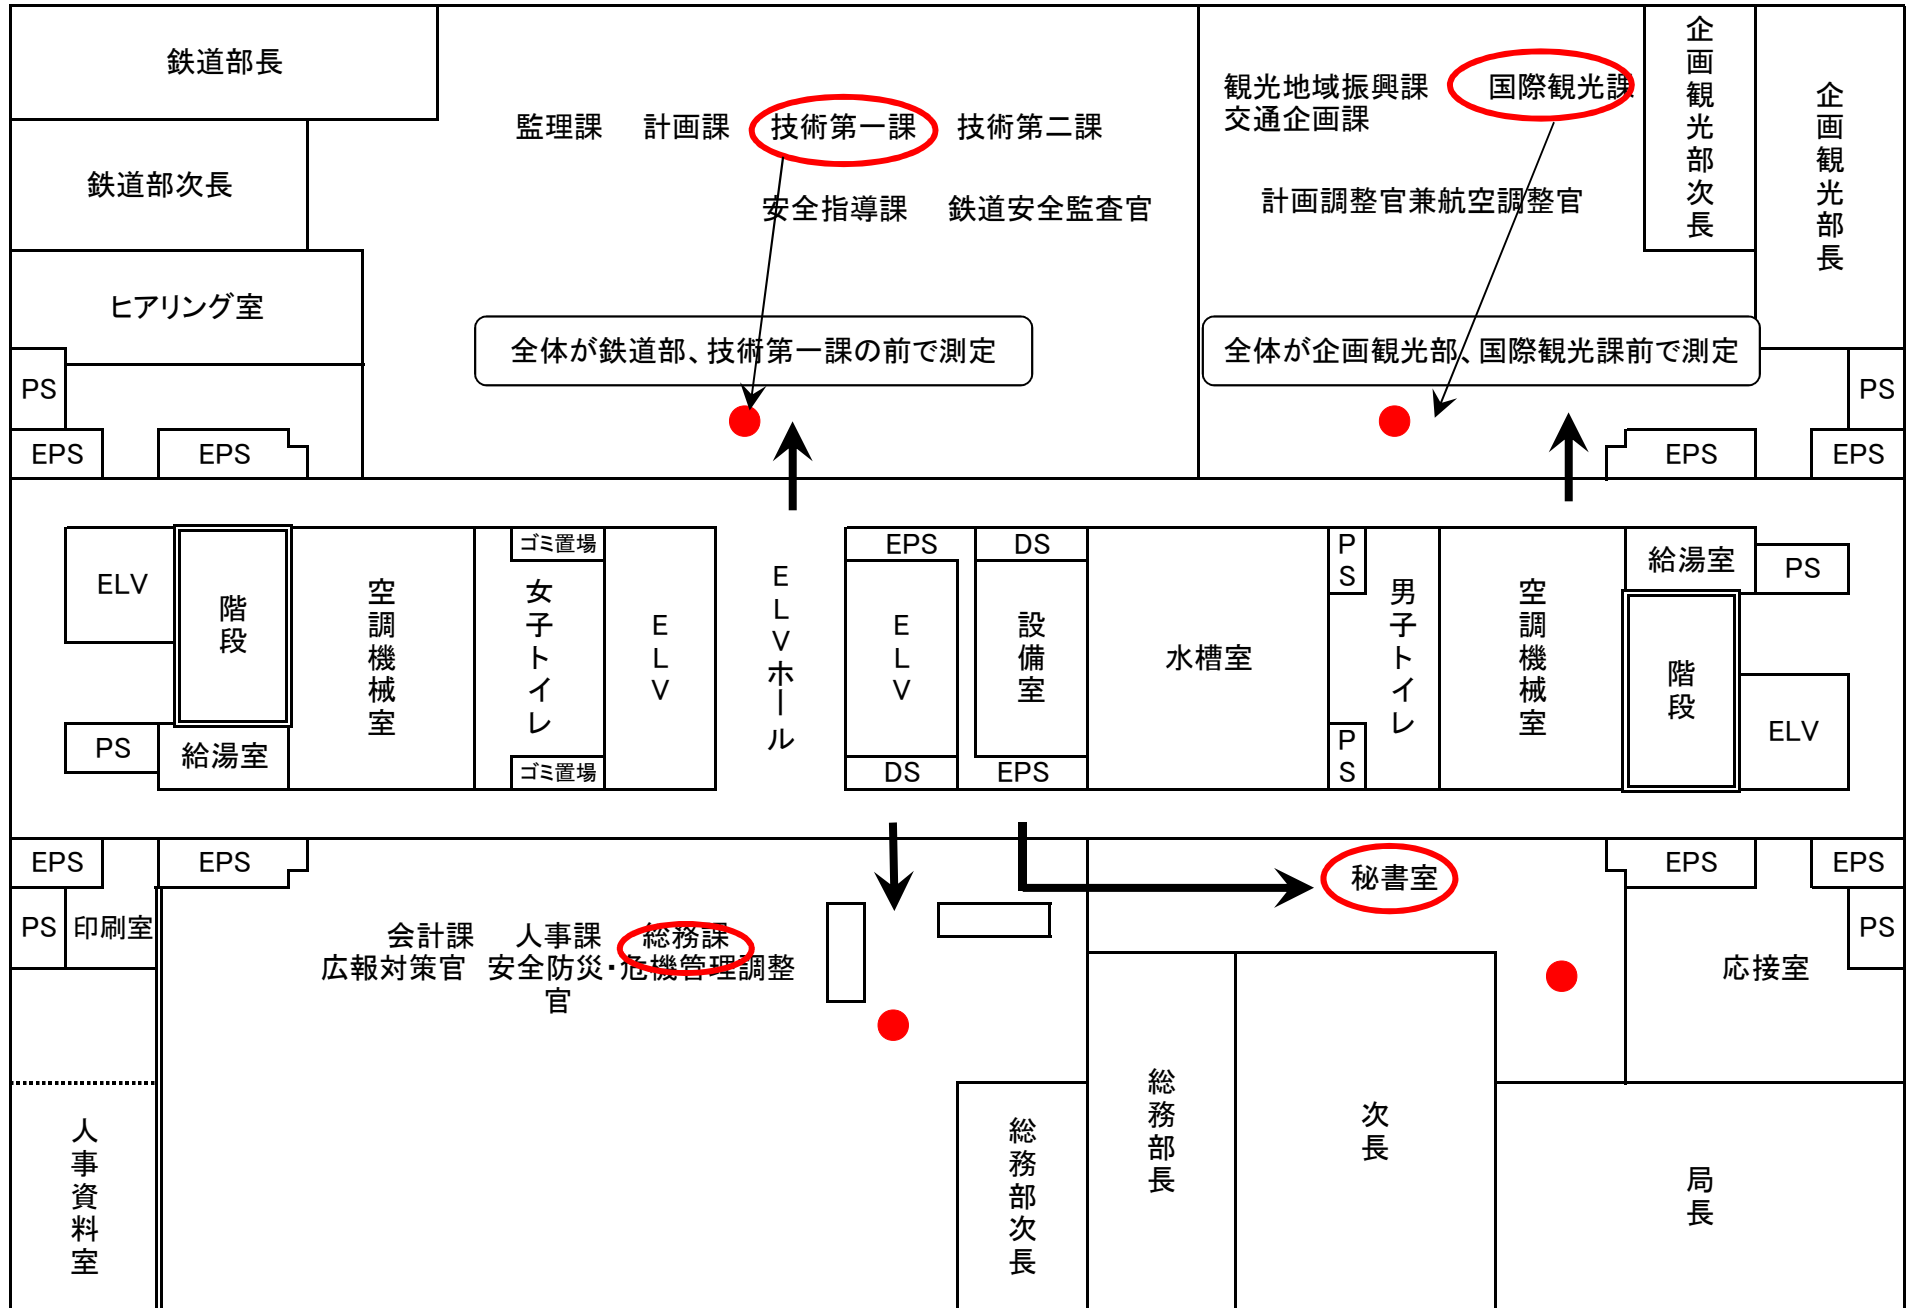 鉄道部長
監理課
計画課
技術第一課
技術第二課
安全指導課
鉄道安全監査官
観光地域振興課
国際観光課
交通企画課
計画調整官兼航空調整官
企画観光部次長
企画観光部長
鉄道部次長
ヒアリング室
全体が鉄道部、技術第一課の前で測定
全体が企画観光部、国際観光課前で測定
PS
PS
EPS
EPS
EPS
EPS
ELV
階段
空調機械室
ゴミ置場
女子トイレ
ゴミ置場
ELV
ELVホール
EPS
ELV
DS
DS
設備室
EPS
水槽室
PS
PS
男子トイレ
空調機械室
給湯室
PS
階段
ELV
PS
給湯室
EPS
EPS
EPS
EPS
PS
印刷室
会計課
人事課
総務課
広報対策官
安全防災・危機管理調整
官
秘書室
応接室
PS
人事資料室
総務部次長
総務部長
次長
局長